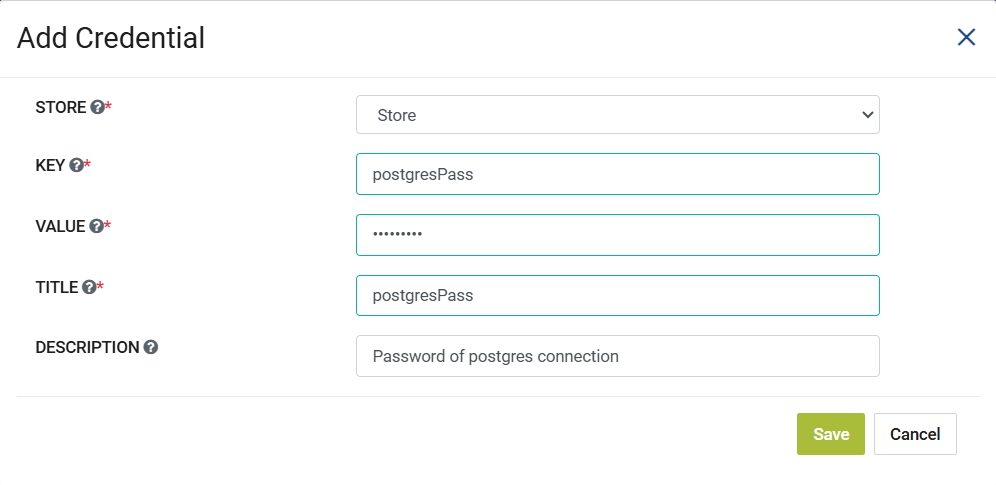 Add Credential
STORE ?*
Store
KEY ?*
postgresPass
VALUE ?*
•••••••••
TITLE ?*
postgresPass
DESCRIPTION ?
Password of postgres connection
Save Cancel